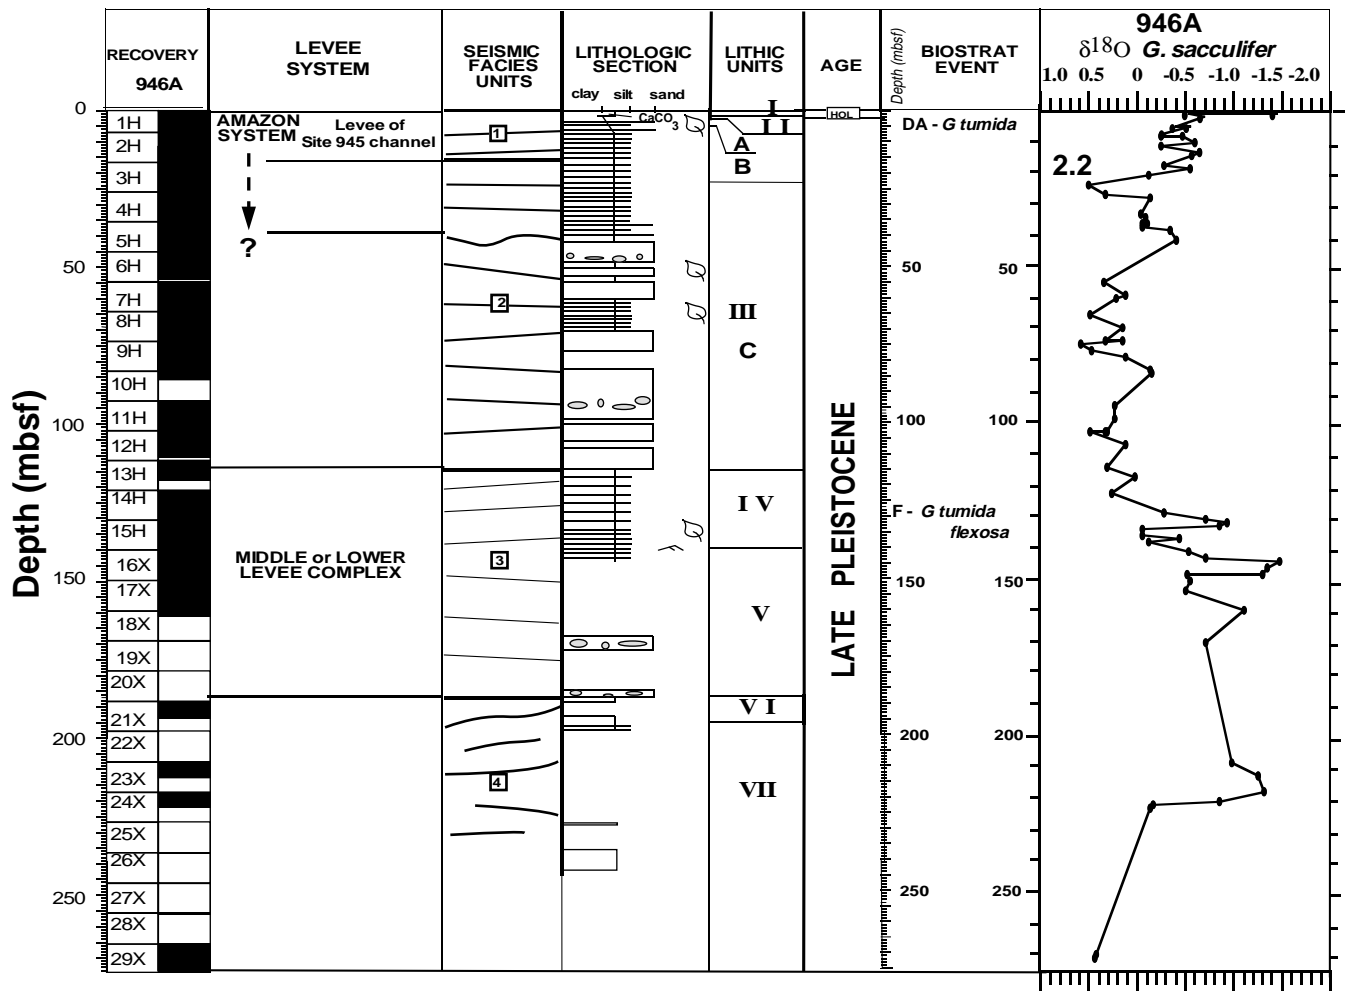 946A
RECOVERY
946A
LEVEE
SYSTEM
SEISMIC
FACIES
UNITS
LITHOLOGIC
SECTION
clay silt sand
LITHIC
UNITS
AGE
Depth (mbsf)
BIOSTRAT
EVENT
δ18O G. sacculifer
1.0 0.5 0 -0.5 -1.0 -1.5 -2.0
Depth (mbsf)
0
50
100
150
200
250
1H
2H
3H
4H
5H
6H
7H
8H
9H
10H
11H
12H
13H
14H
15H
16X
17X
18X
19X
20X
21X
22X
23X
24X
25X
26X
27X
28X
29X
AMAZON
SYSTEM
Levee of
Site 945 channel
?
MIDDLE or LOWER
LEVEE COMPLEX
1
2
3
4
CaCO3
I
II
A
B
III
C
IV
V
VI
VII
HOL
LATE PLEISTOCENE
DA - G tumida
50
100
F - G tumida
flexosa
150
200
250
2.2
50
100
150
200
250